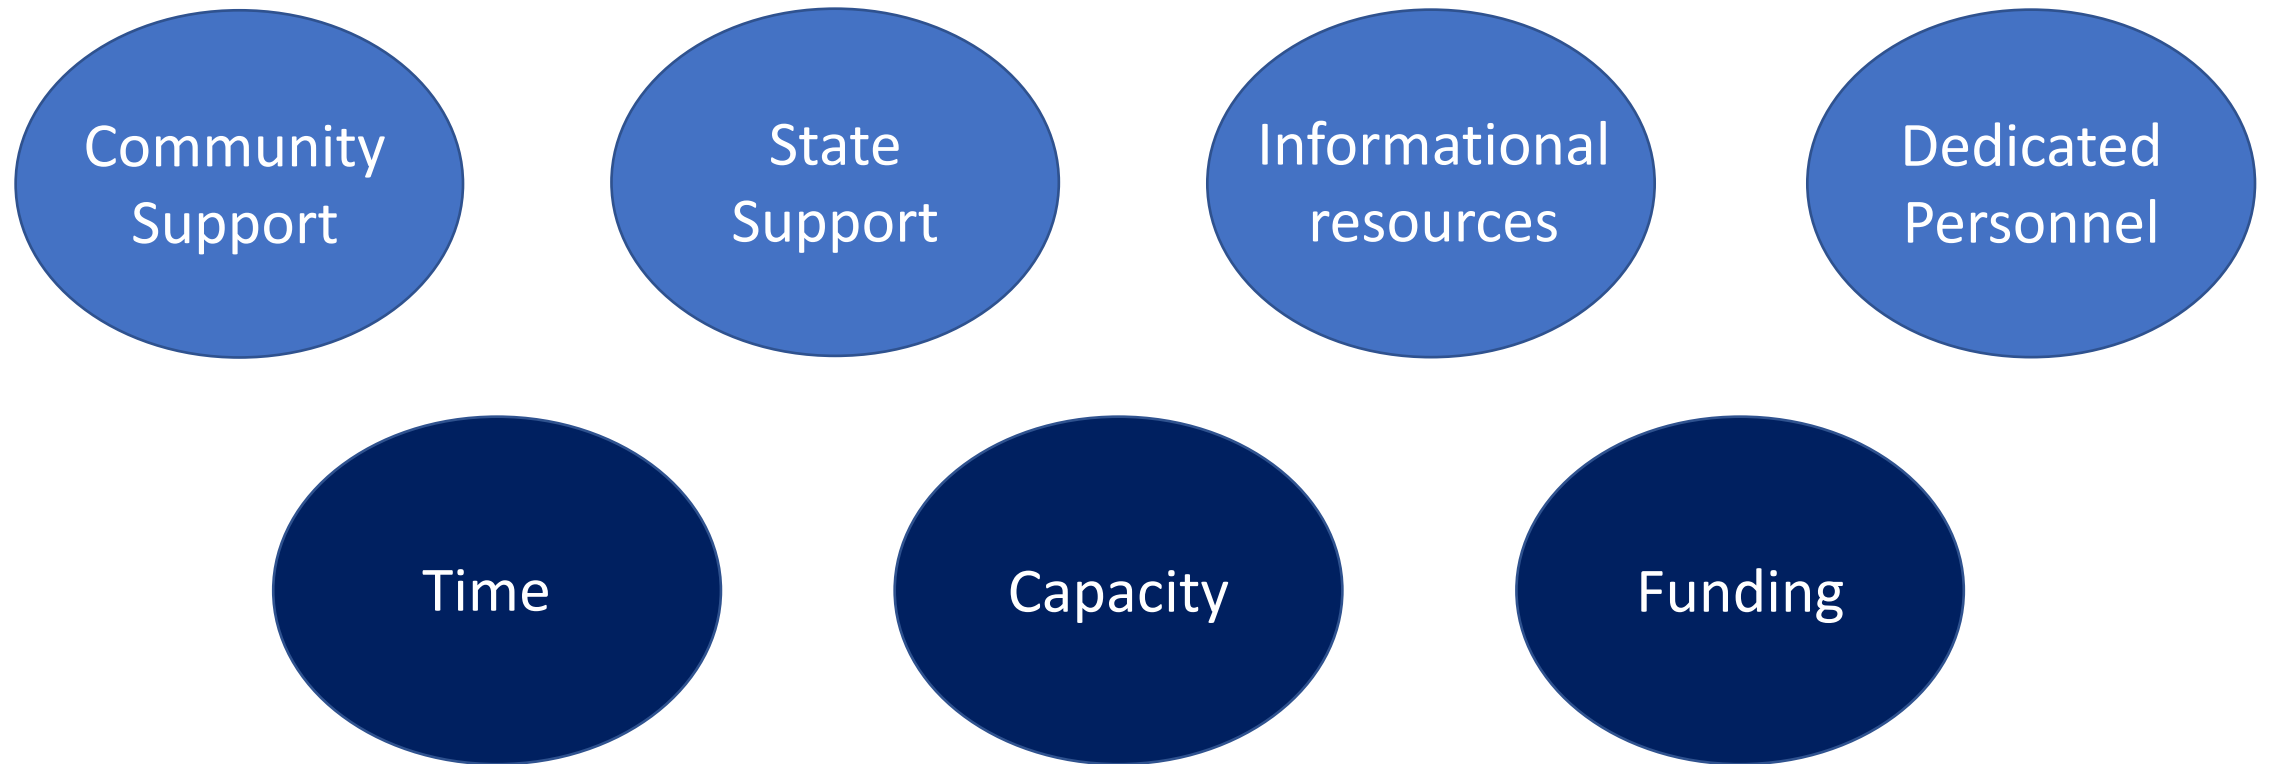 Community
Support
State
Support
Informational
resources
Dedicated
Personnel
Time
Capacity
Funding